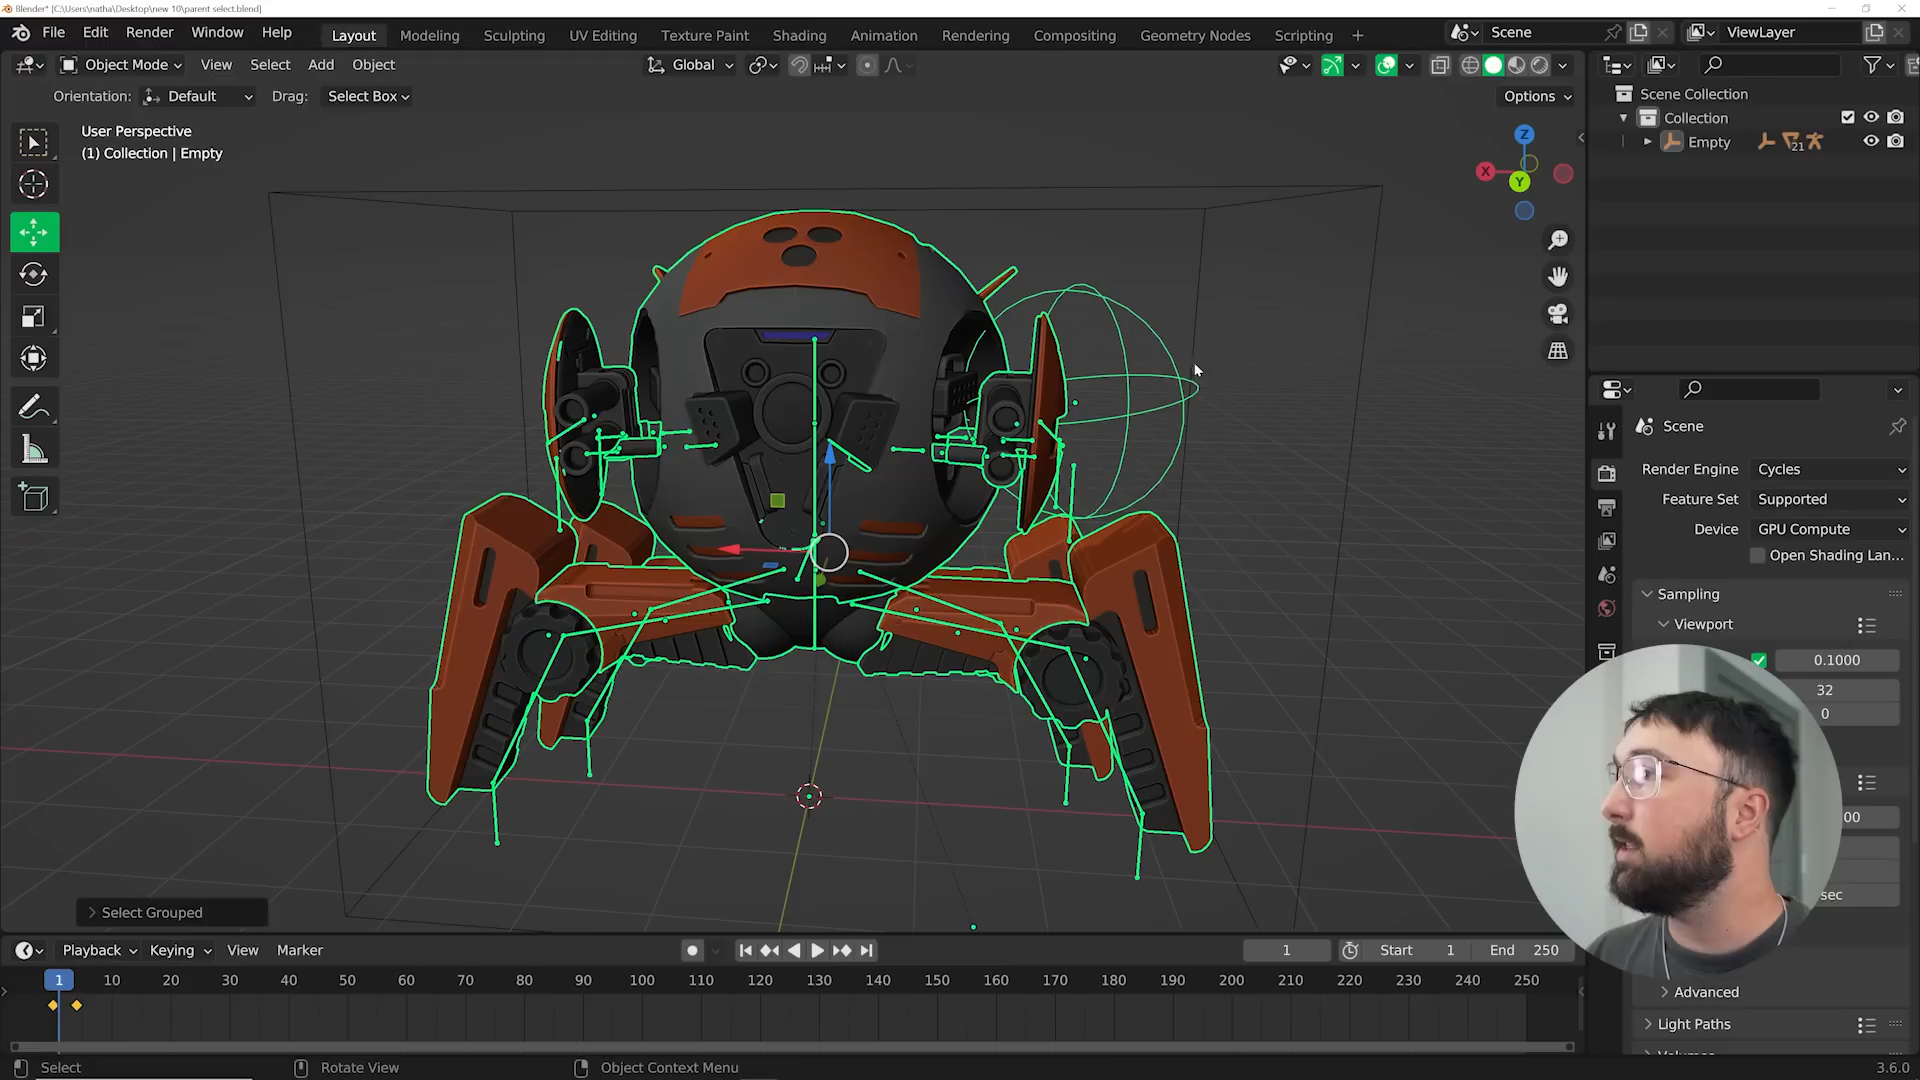 Blender* [C:\Users\natha\Desktop\new 10\parent select.blend]
File Edit Render Window Help Layout Modeling Sculpting UV Editing Texture Paint Shading Animation Rendering Compositing Geometry Nodes Scripting + Scene ViewLayer
Object Mode View Select Add Object Global
Orientation: Default Drag: Select Box Options
User Perspective
(1) Collection | Empty
Z
X
Y
Scene Collection
Collection
Empty 21
Scene
Render Engine Cycles
Feature Set Supported
Device GPU Compute
Open Shading Lan...
Sampling
Viewport
0.1000
32
0
00
sec
Advanced
Light Paths
Select Grouped
Playback Keying View Marker 1 Start 1 End 250
1 10 20 30 40 50 60 70 80 90 100 110 120 130 140 150 160 170 180 190 200 210 220 230 240 250
Select Rotate View Object Context Menu 3.6.0